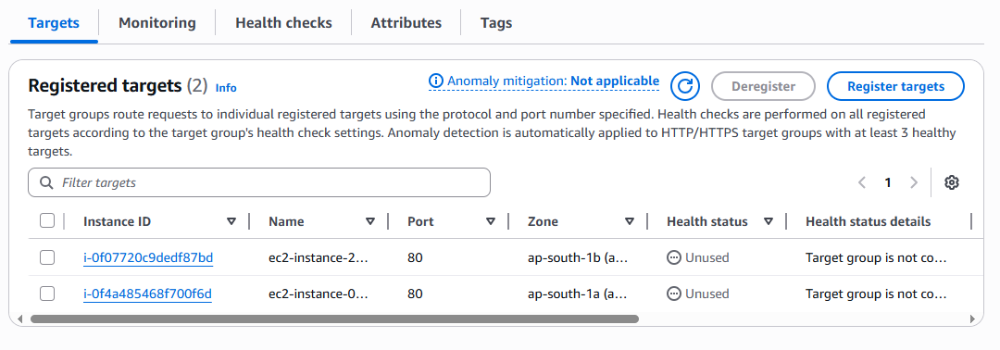 Targets Monitoring Health checks Attributes Tags
Registered targets (2) Info Anomaly mitigation: Not applicable Deregister Register targets
Target groups route requests to individual registered targets using the protocol and port number specified. Health checks are performed on all registered
targets according to the target group's health check settings. Anomaly detection is automatically applied to HTTP/HTTPS target groups with at least 3 healthy
targets.
Filter targets 1
Instance ID Name Port Zone Health status Health status details
i-0f07720c9dedf87bd ec2-instance-2... 80 ap-south-1b (a... Unused Target group is not co...
i-0f4a485468f700f6d ec2-instance-0... 80 ap-south-1a (a... Unused Target group is not co...